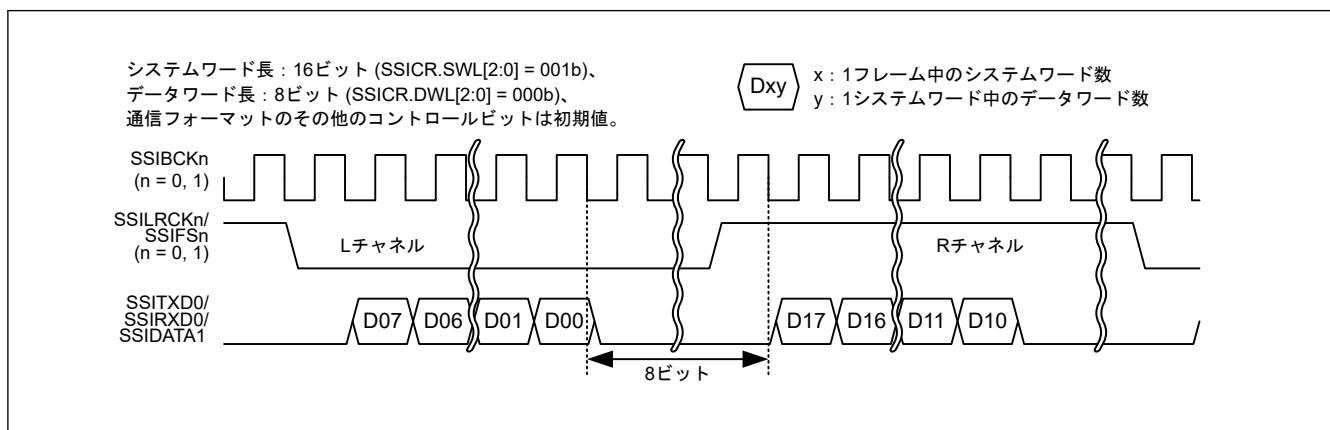 システムワード長：16ビット (SSICR.SWL[2:0] = 001b)、
データワード長：8ビット (SSICR.DWL[2:0] = 000b)、
通信フォーマットのその他のコントロールビットは初期値。
Dxy
x：1フレーム中のシステムワード数
y：1システムワード中のデータワード数
SSIBCKn
(n = 0, 1)
SSILRCKn/
SSIFSn
(n = 0, 1)
Lチャネル
Rチャネル
SSITXD0/
SSIRXD0/
SSIDATA1
D07
D06
D01
D00
D17
D16
D11
D10
8ビット